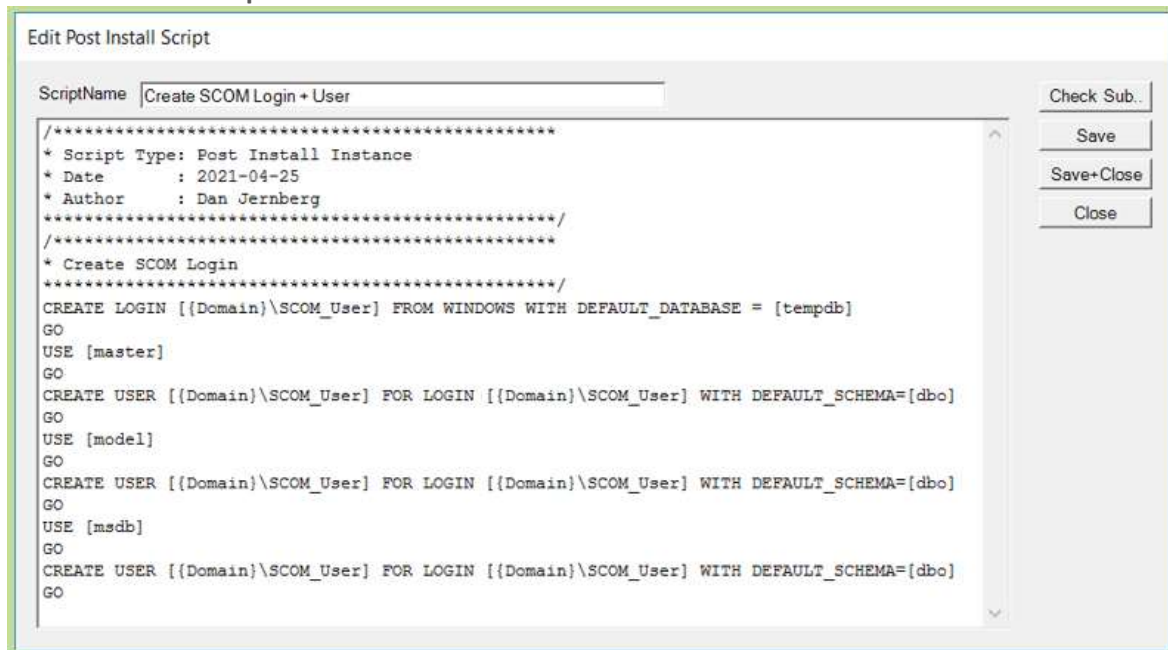 Edit Post Install Script
ScriptName Create SCOM Login + User
Check Sub..
Save
Save+Close
Close
/*************************************************
* Script Type: Post Install Instance
* Date       : 2021-04-25
* Author     : Dan Jernberg
**************************************************/
/*************************************************
* Create SCOM Login
**************************************************/
CREATE LOGIN [{Domain}\SCOM_User] FROM WINDOWS WITH DEFAULT_DATABASE = [tempdb]
GO
USE [master]
GO
CREATE USER [{Domain}\SCOM_User] FOR LOGIN [{Domain}\SCOM_User] WITH DEFAULT_SCHEMA=[dbo]
GO
USE [model]
GO
CREATE USER [{Domain}\SCOM_User] FOR LOGIN [{Domain}\SCOM_User] WITH DEFAULT_SCHEMA=[dbo]
GO
USE [msdb]
GO
CREATE USER [{Domain}\SCOM_User] FOR LOGIN [{Domain}\SCOM_User] WITH DEFAULT_SCHEMA=[dbo]
GO